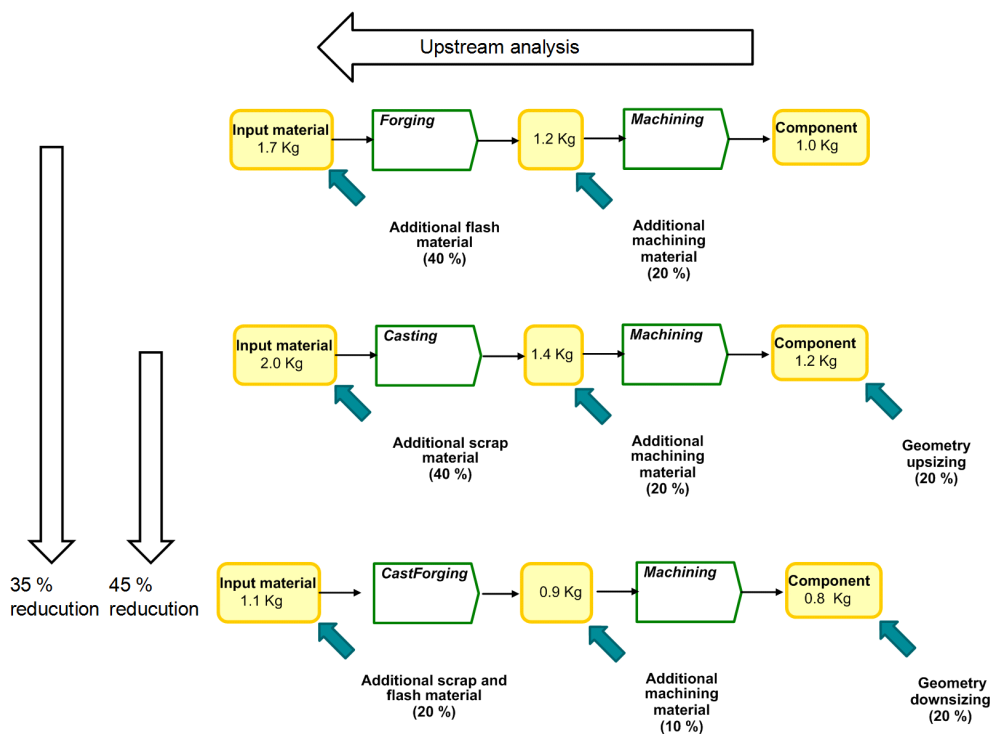 Upstream analysis
Input material
1.7 Kg
Forging
1.2 Kg
Machining
Component
1.0 Kg
Additional flash
material
(40 %)
Additional
machining
material
(20 %)
Input material
2.0 Kg
Casting
1.4 Kg
Machining
Component
1.2 Kg
Additional scrap
material
(40 %)
Additional
machining
material
(20 %)
Geometry
upsizing
(20 %)
35 %
reducution
45 %
reducution
Input material
1.1 Kg
CastForging
0.9 Kg
Machining
Component
0.8 Kg
Additional scrap and
flash material
(20 %)
Additional
machining
material
(10 %)
Geometry
downsizing
(20 %)